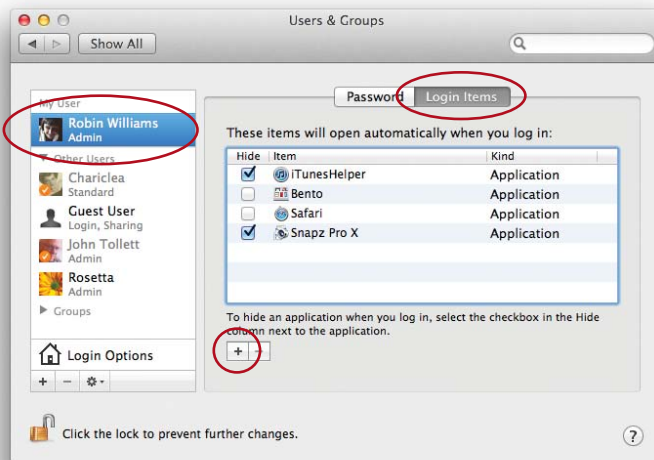 Users & Groups
Show All
My User
Robin Williams
Admin
Other Users
Chariclea
Standard
Guest User
Login, Sharing
John Tollett
Admin
Rosetta
Admin
Groups
Login Options
+ −
Password Login Items
These items will open automatically when you log in:
Hide Item Kind
iTunesHelper Application
Bento Application
Safari Application
Snapz Pro X Application
To hide an application when you log in, select the checkbox in the Hide
column next to the application.
+ −
Click the lock to prevent further changes.
?